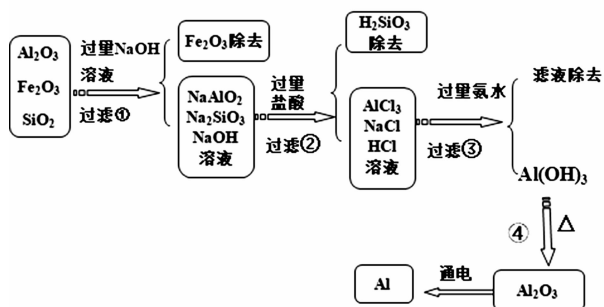 Al₂O₃
Fe₂O₃
SiO₂
过量NaOH
溶液
过滤①
Fe₂O₃除去
NaAlO₂
Na₂SiO₃
NaOH
溶液
过量
盐酸
过滤②
H₂SiO₃
除去
AlCl₃
NaCl
HCl
溶液
过量氨水
过滤③
滤液除去
Al(OH)₃
④
△
Al₂O₃
通电
Al